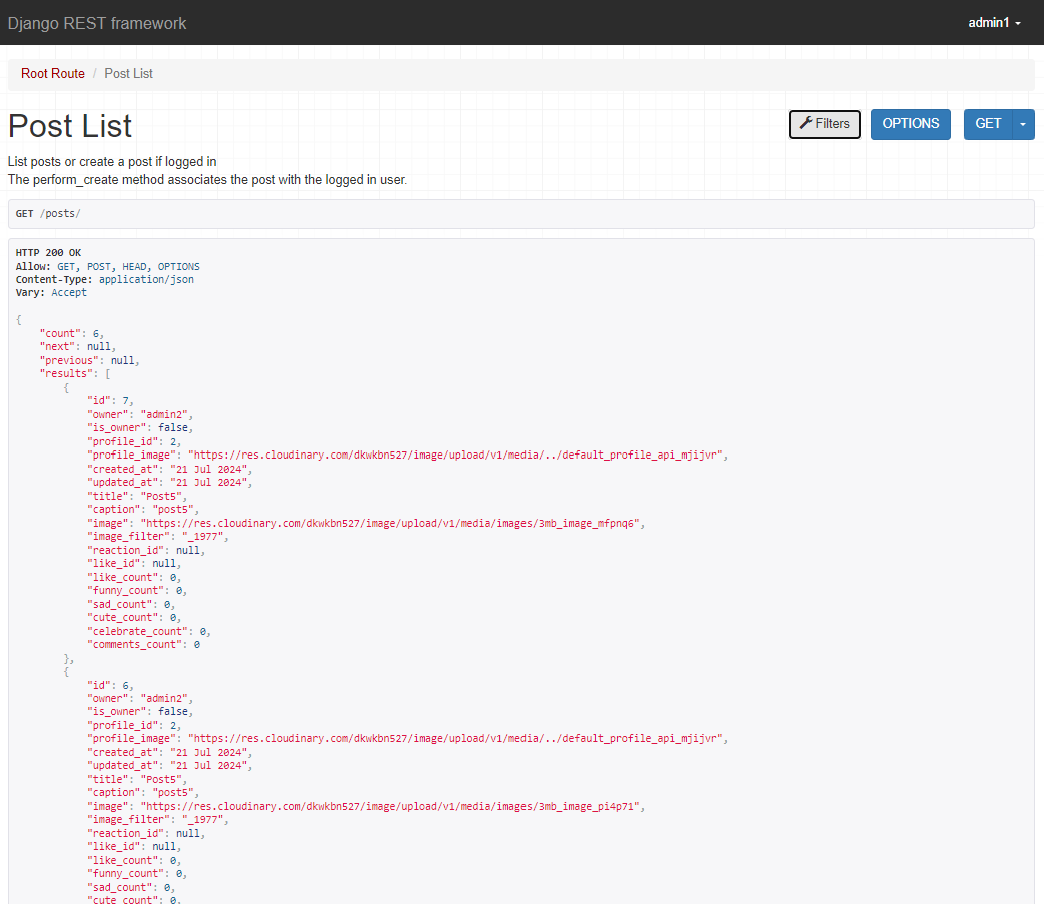 Django REST framework
admin1
Root Route / Post List
Post List
Filters
OPTIONS
GET
List posts or create a post if logged in
The perform_create method associates the post with the logged in user.
GET /posts/
HTTP 200 OK
Allow: GET, POST, HEAD, OPTIONS
Content-Type: application/json
Vary: Accept
{
    "count": 6,
    "next": null,
    "previous": null,
    "results": [
        {
            "id": 7,
            "owner": "admin2",
            "is_owner": false,
            "profile_id": 2,
            "profile_image": "https://res.cloudinary.com/dkwkbn527/image/upload/v1/media/../default_profile_api_mjijvr",
            "created_at": "21 Jul 2024",
            "updated_at": "21 Jul 2024",
            "title": "Post5",
            "caption": "post5",
            "image": "https://res.cloudinary.com/dkwkbn527/image/upload/v1/media/images/3mb_image_mfpnq6",
            "image_filter": "_1977",
            "reaction_id": null,
            "like_id": null,
            "like_count": 0,
            "funny_count": 0,
            "sad_count": 0,
            "cute_count": 0,
            "celebrate_count": 0,
            "comments_count": 0
        },
        {
            "id": 6,
            "owner": "admin2",
            "is_owner": false,
            "profile_id": 2,
            "profile_image": "https://res.cloudinary.com/dkwkbn527/image/upload/v1/media/../default_profile_api_mjijvr",
            "created_at": "21 Jul 2024",
            "updated_at": "21 Jul 2024",
            "title": "Post5",
            "caption": "post5",
            "image": "https://res.cloudinary.com/dkwkbn527/image/upload/v1/media/images/3mb_image_pi4p71",
            "image_filter": "_1977",
            "reaction_id": null,
            "like_id": null,
            "like_count": 0,
            "funny_count": 0,
            "sad_count": 0,
            "cute_count": 0,